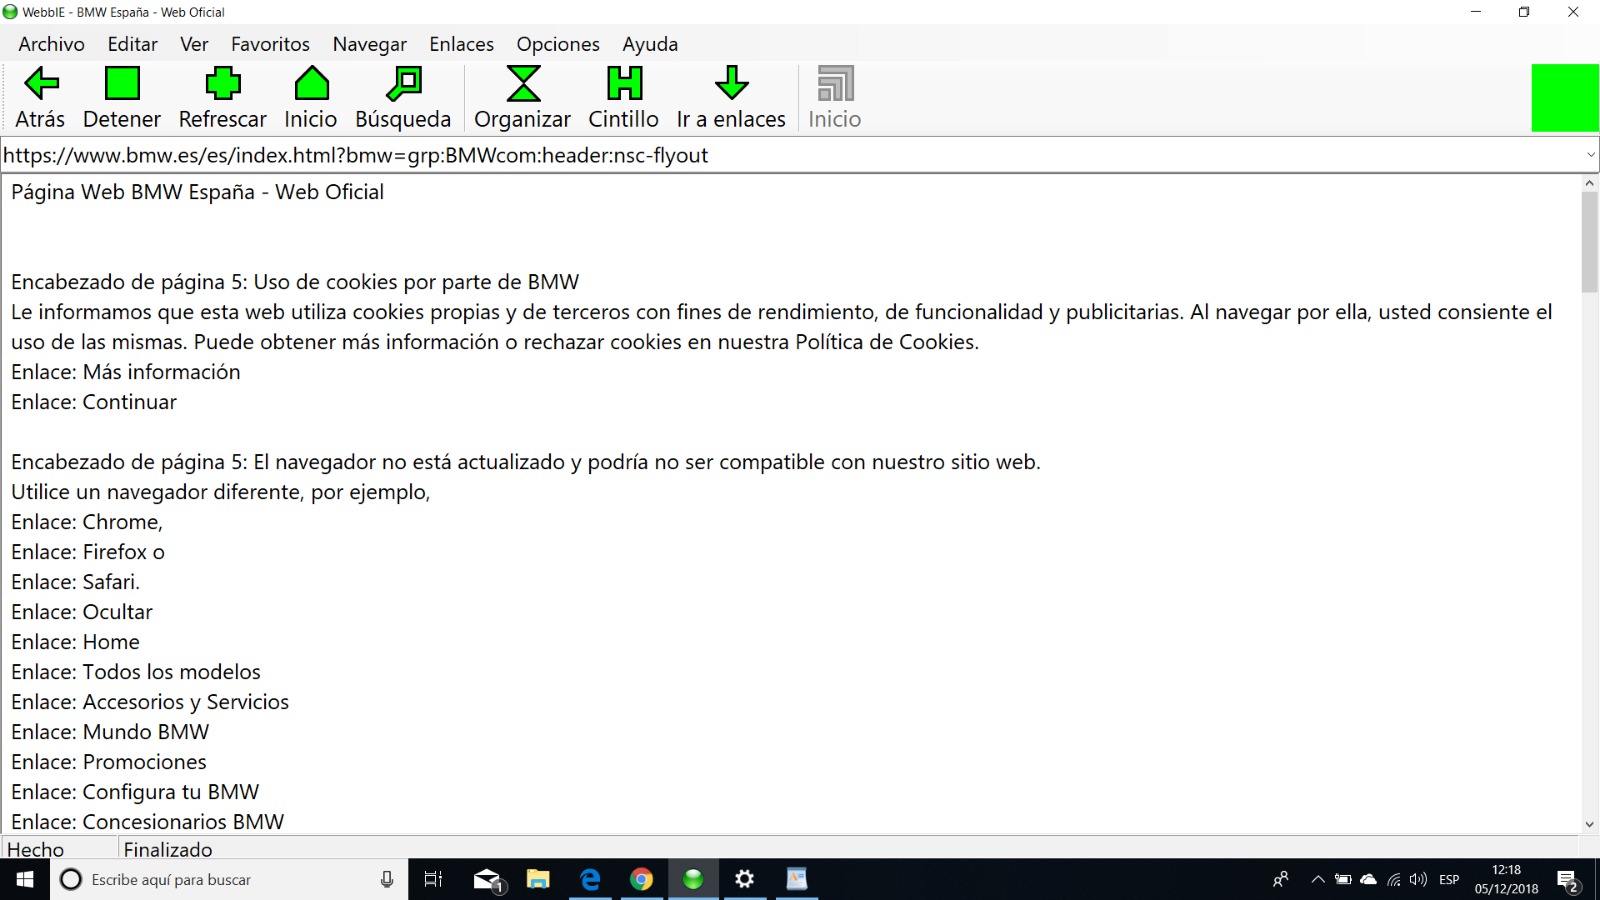 WebbIE - BMW España - Web Oficial
Archivo Editar Ver Favoritos Navegar Enlaces Opciones Ayuda
Atrás Detener Refrescar Inicio Búsqueda Organizar Cintillo Ir a enlaces Inicio
https://www.bmw.es/es/index.html?bmw=grp:BMWcom:header:nsc-flyout
Página Web BMW España - Web Oficial
Encabezado de página 5: Uso de cookies por parte de BMW
Le informamos que esta web utiliza cookies propias y de terceros con fines de rendimiento, de funcionalidad y publicitarias. Al navegar por ella, usted consiente el
uso de las mismas. Puede obtener más información o rechazar cookies en nuestra Política de Cookies.
Enlace: Más información
Enlace: Continuar
Encabezado de página 5: El navegador no está actualizado y podría no ser compatible con nuestro sitio web.
Utilice un navegador diferente, por ejemplo,
Enlace: Chrome,
Enlace: Firefox o
Enlace: Safari.
Enlace: Ocultar
Enlace: Home
Enlace: Todos los modelos
Enlace: Accesorios y Servicios
Enlace: Mundo BMW
Enlace: Promociones
Enlace: Configura tu BMW
Enlace: Concesionarios BMW
Hecho Finalizado
Escribe aquí para buscar 1 ESP 12:18 2
05/12/2018